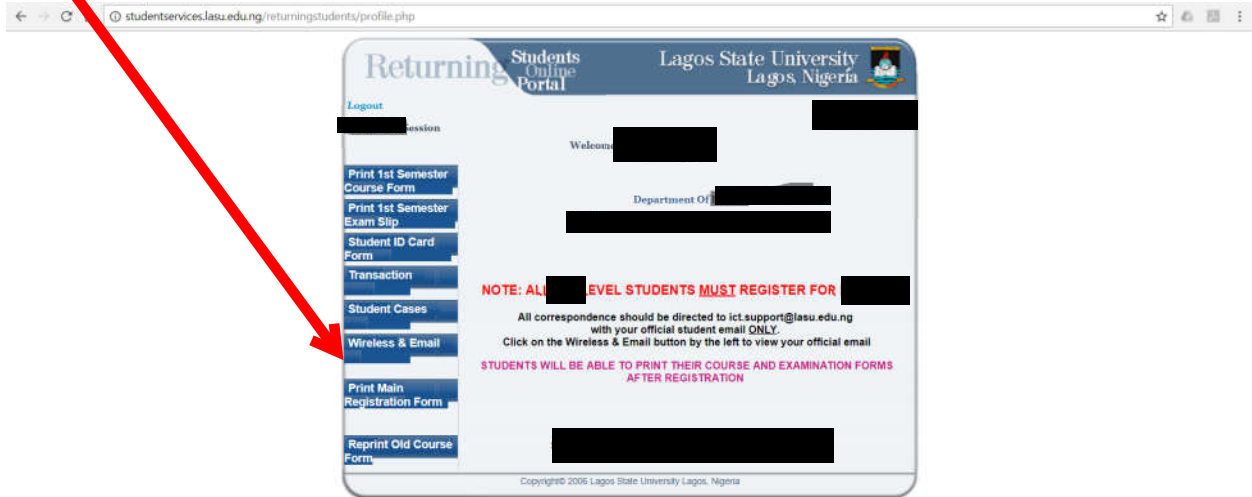 studentservices.lasu.edu.ng/returningstudents/profile.php
Returning Students
Online
Portal
Lagos State University
Lagos, Nigeria
Logout
Welcome
Print 1st Semester
Course Form
Department Of
Print 1st Semester
Exam Slip
Student ID Card
Form
Transaction
NOTE: ALL EVEL STUDENTS MUST REGISTER FOR
Student Cases
All correspondence should be directed to ict.support@lasu.edu.ng
with your official student email ONLY.
Click on the Wireless & Email button by the left to view your official email
Wireless & Email
STUDENTS WILL BE ABLE TO PRINT THEIR COURSE AND EXAMINATION FORMS
AFTER REGISTRATION
Print Main
Registration Form
Reprint Old Course
Form
Copyright© 2006 Lagos State University Lagos, Nigeria